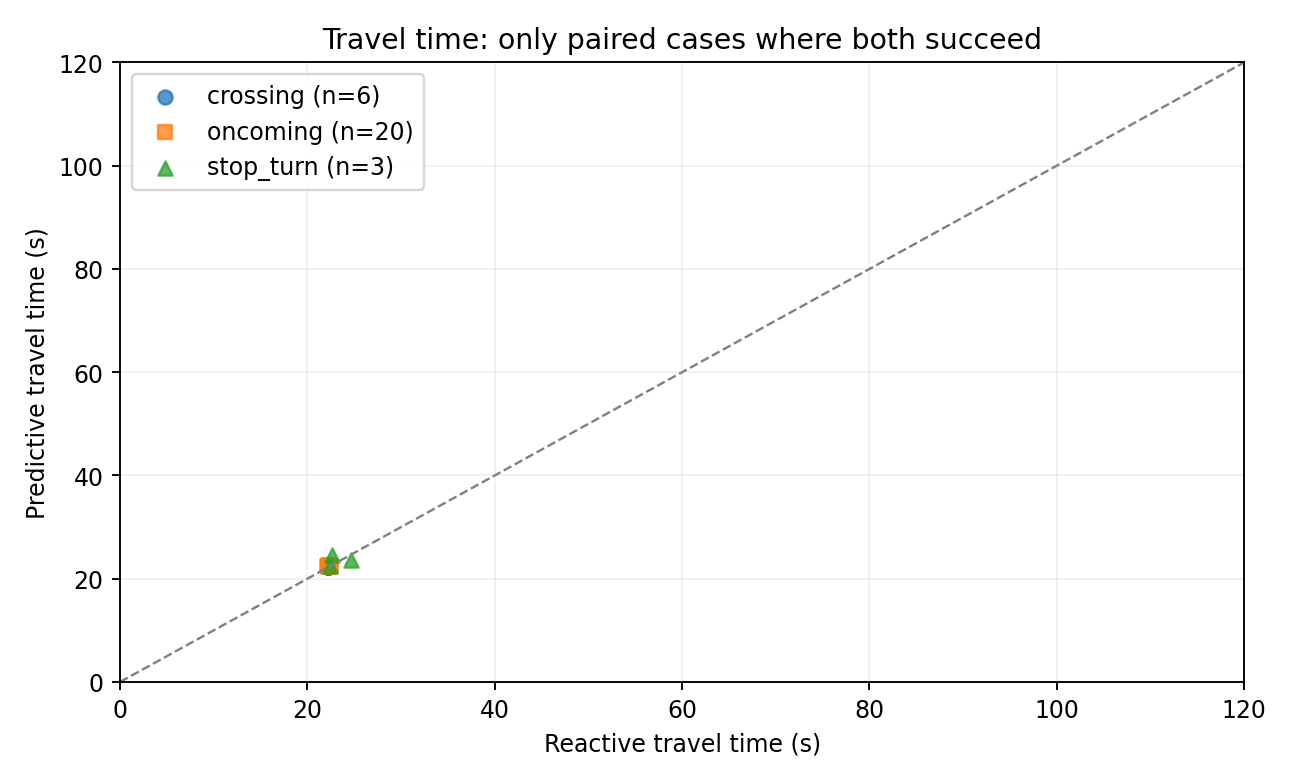 Travel time: only paired cases where both succeed
crossing (n=6)
oncoming (n=20)
stop_turn (n=3)
Predictive travel time (s)
120
100
80
60
40
20
0
0 20 40 60 80 100 120
Reactive travel time (s)